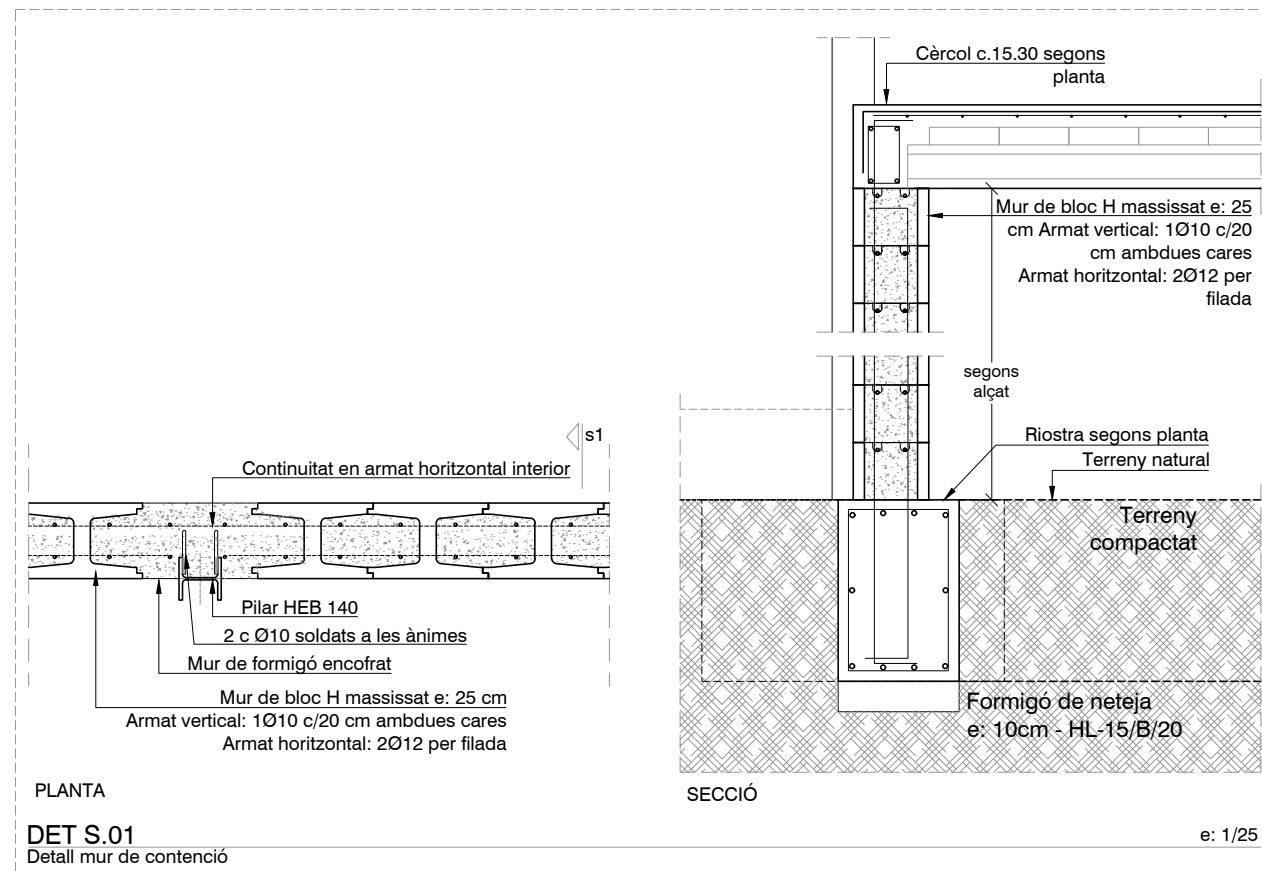 Cèrcol c.15.30 segons
planta
Mur de bloc H massissat e: 25
cm Armat vertical: 1Ø10 c/20
cm ambdues cares
Armat horitzontal: 2Ø12 per
filada
segons
alçat
Riostra segons planta
Terreny natural
Terreny
compactat
Formigó de neteja
e: 10cm - HL-15/B/20
s1
Continuitat en armat horitzontal interior
Pilar HEB 140
2 c Ø10 soldats a les ànimes
Mur de formigó encofrat
Mur de bloc H massissat e: 25 cm
Armat vertical: 1Ø10 c/20 cm ambdues cares
Armat horitzontal: 2Ø12 per filada
PLANTA
SECCIÓ
DET S.01
e: 1/25
Detall mur de contenció